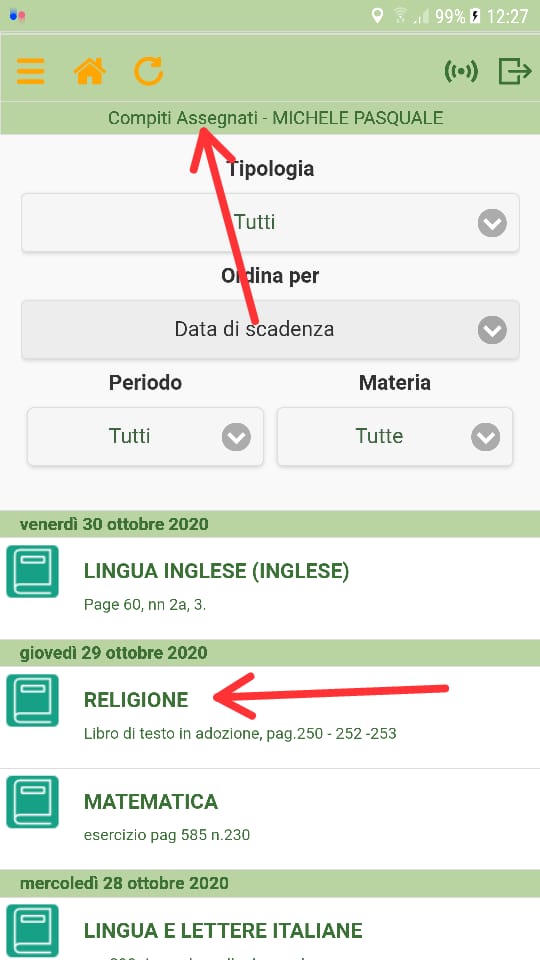 99% 12:27
Compiti Assegnati - MICHELE PASQUALE
Tipologia
Tutti
Ordina per
Data di scadenza
Periodo Materia
Tutti Tutte
venerdì 30 ottobre 2020
LINGUA INGLESE (INGLESE)
Page 60, nn 2a, 3.
giovedì 29 ottobre 2020
RELIGIONE
Libro di testo in adozione, pag.250 - 252 -253
MATEMATICA
esercizio pag 585 n.230
mercoledì 28 ottobre 2020
LINGUA E LETTERE ITALIANE